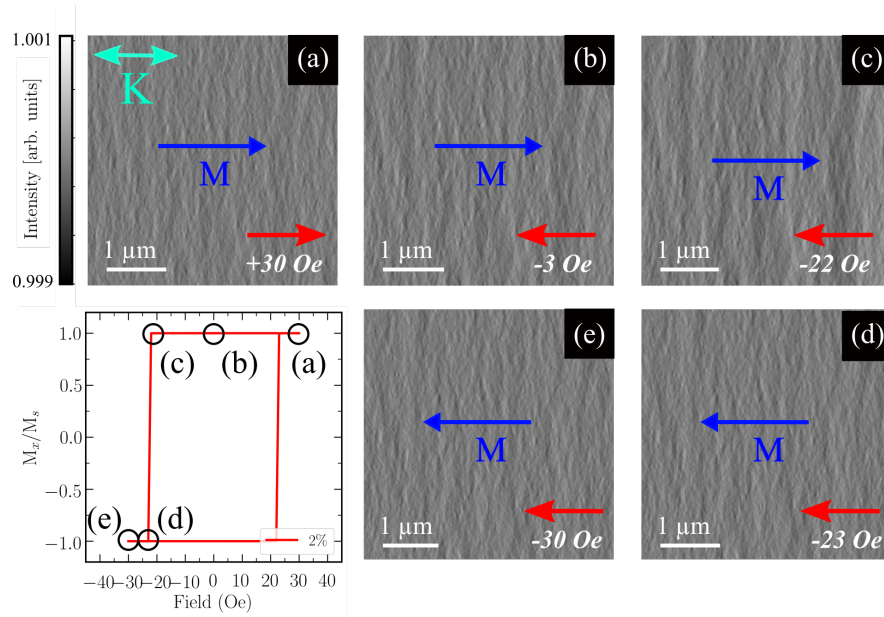 1.001
Intensity [arb. units]
0.999
(a)
K
M
1 µm
+30 Oe
(b)
M
1 µm
-3 Oe
(c)
M
1 µm
-22 Oe
1.0
0.5
0.0
−0.5
−1.0
Mx/Ms
(c)
(b)
(a)
(e)
(d)
2%
−40
−30
−20
−10
0
10
20
30
40
Field (Oe)
(e)
M
1 µm
-30 Oe
(d)
M
1 µm
-23 Oe